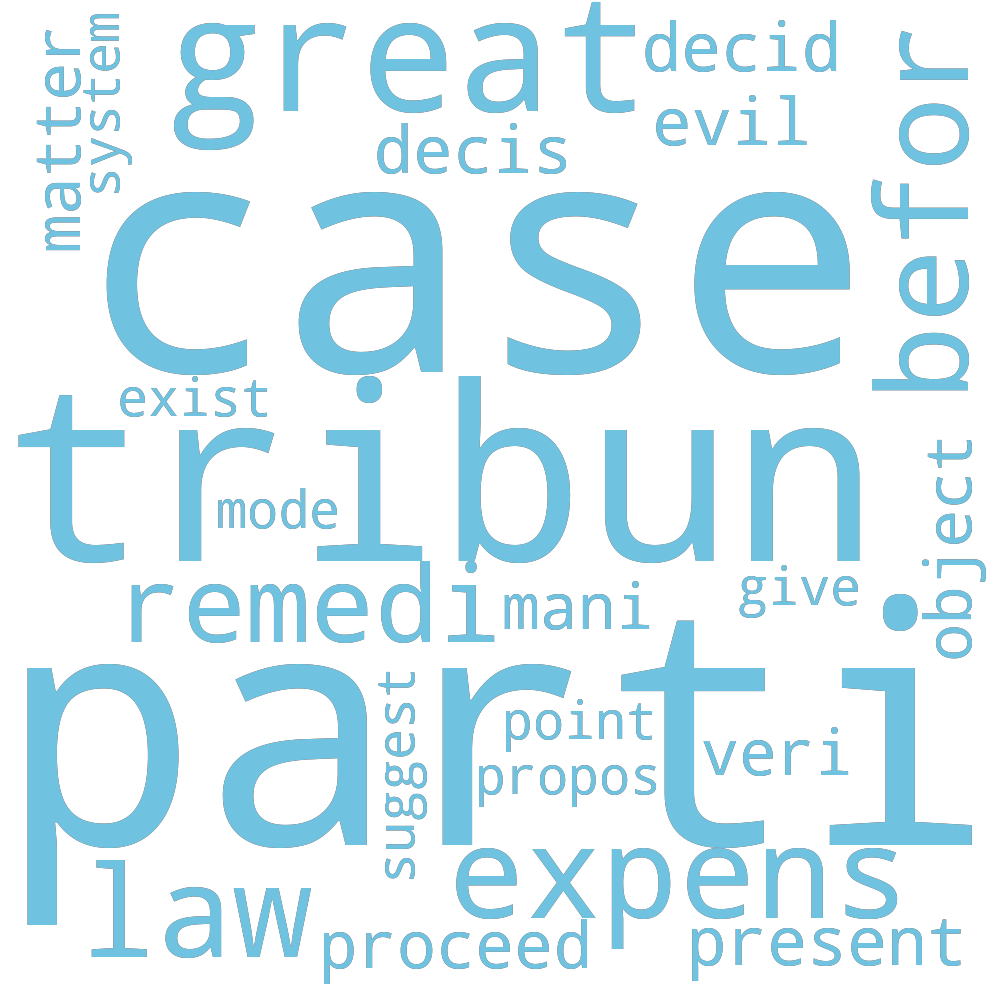 great
decid
matter
system
evil
decis
befor
case
exist
tribun
mode
object
remedi
mani
give
parti
suggest
point
veri
propos
expens
law
proceed
present